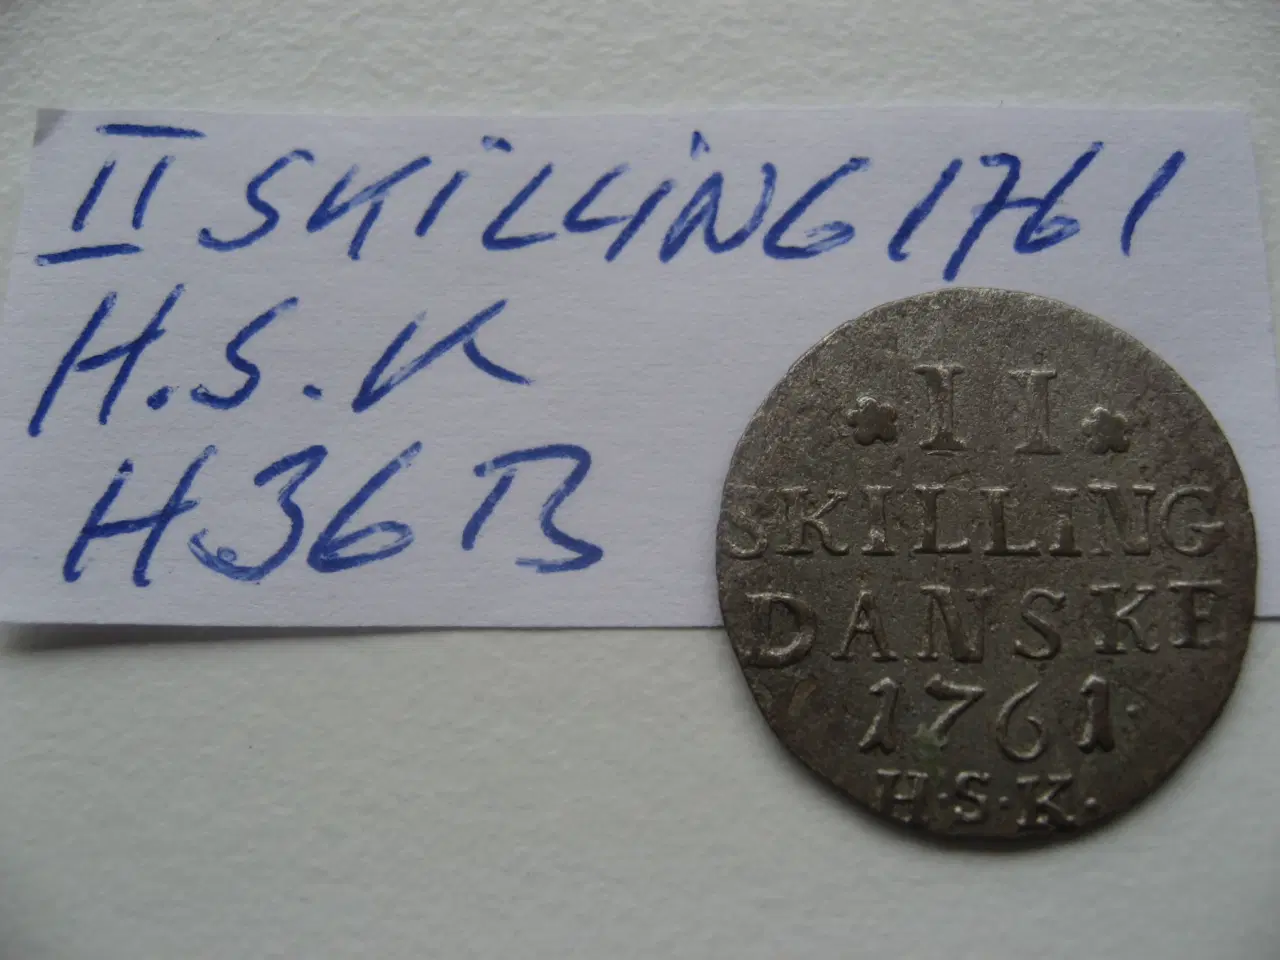 II SKILLING 1761
H.S.K
H36B
II
SKILLING
DANSKE
1761
H·S·K·